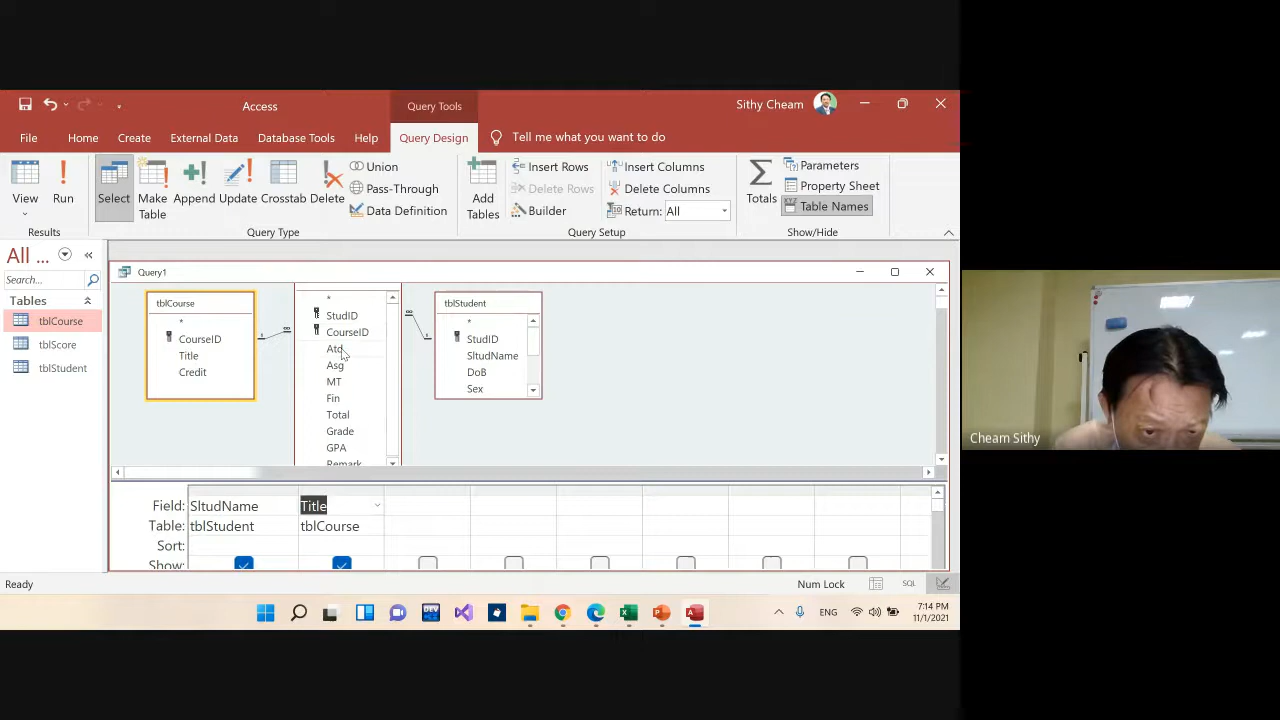 Access
Query Tools
Sithy Cheam
File
Home
Create
External Data
Database Tools
Help
Query Design
Tell me what you want to do
View
Run
Select
Make
Table
Append
Update
Crosstab
Delete
Union
Pass-Through
Data Definition
Add
Tables
Insert Rows
Delete Rows
Builder
Insert Columns
Delete Columns
Return: All
Totals
Parameters
Property Sheet
Table Names
Results
Query Type
Query Setup
Show/Hide
All ...
Search...
Tables
tblCourse
tblScore
tblStudent
Query1
tblCourse
*
CourseID
Title
Credit
*
StudID
CourseID
Atd
Asg
MT
Fin
Total
Grade
GPA
Remark
tblStudent
*
StudID
SltudName
DoB
Sex
Field: SltudName Title
Table: tblStudent tblCourse
Sort:
Show:
Ready
Num Lock
SQL
DEV
ENG
7:14 PM
11/1/2021
Cheam Sithy